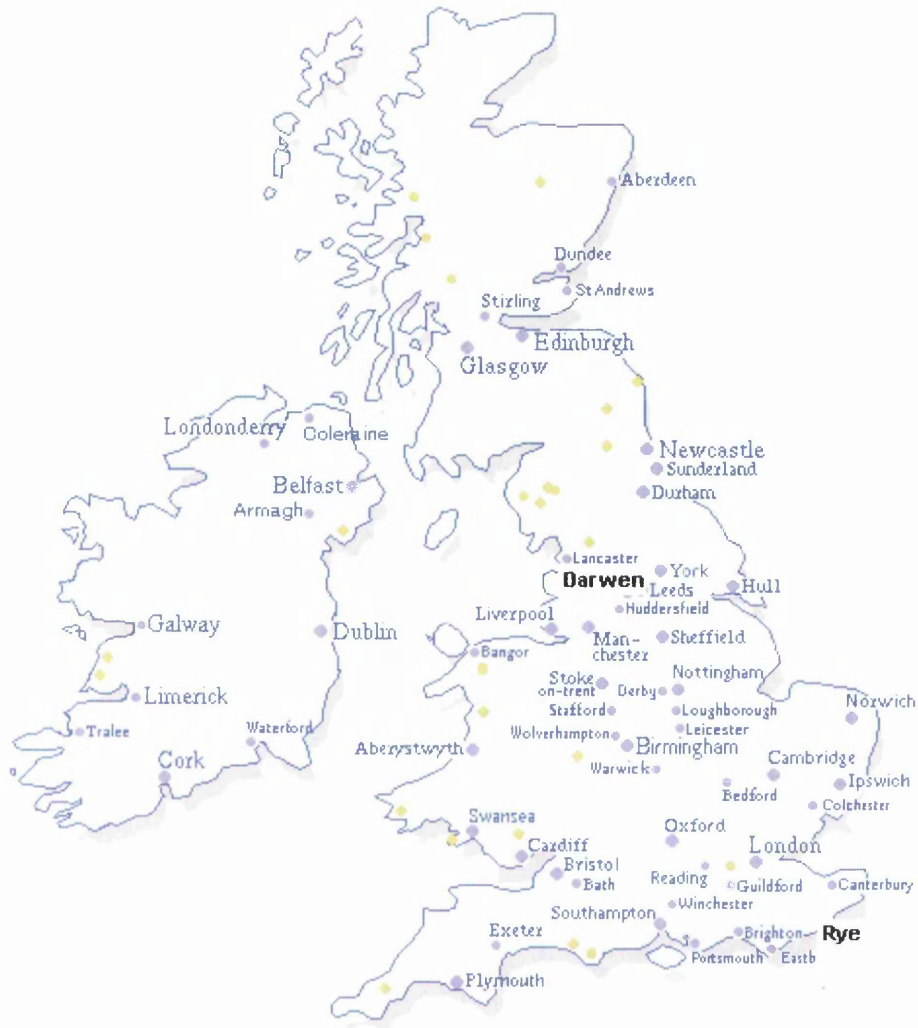 Aberdeen
Dundee
St Andrews
Stirling
Edinburgh
Glasgow
Londonderry
Coleraine
Newcastle
Sunderland
Belfast
Durham
Armagh
Lancaster
York
Darwen
Leeds
Hull
Huddersfield
Galway
Dublin
Liverpool
Man-
chester
Sheffield
Bangor
Stoke
on-trent
Nottingham
Derby
Limerick
Stafford
Loughborough
Norwich
Tralee
Waterford
Wolverhampton
Leicester
Aberystwyth
Birmingham
Cork
Warwick
Cambridge
Bedford
Ipswich
Colchester
Swansea
Oxford
Cardiff
London
Bristol
Reading
Bath
Guildford
Canterbury
Winchester
Southampton
Exeter
Brighton
Rye
Portsmouth
Eastb
Plymouth